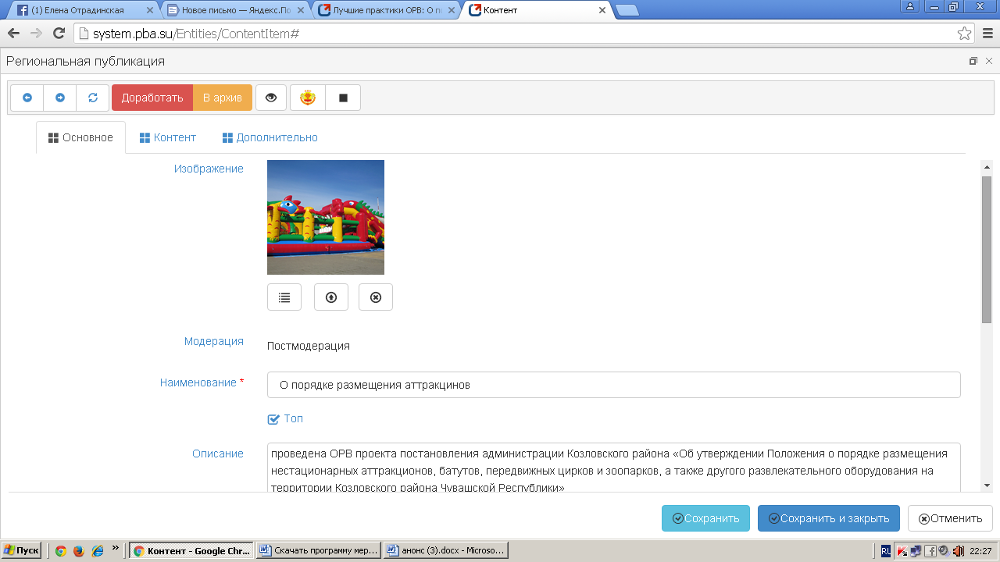 (1) Елена Отрадинская
Новое письмо — Яндекс.По
Лучшие практики ОРВ: О по
Контент
system.pba.su/Entities/ContentItem#
Региональная публикация
Доработать
В архив
Основное
Контент
Дополнительно
Изображение
Модерация
Постмодерация
Наименование *
О порядке размещения аттракцинов
Топ
Описание
проведена ОРВ проекта постановления администрации Козловского района «Об утверждении Положения о порядке размещения
нестационарных аттракционов, батутов, передвижных цирков и зоопарков, а также другого развлекательного оборудования на
территории Козловского района Чувашской Республики»
Сохранить
Сохранить и закрыть
Отменить
Пуск
»
Контент - Google Chr...
Скачать программу мер...
анонс (3).docx - Microso...
RU
22:27